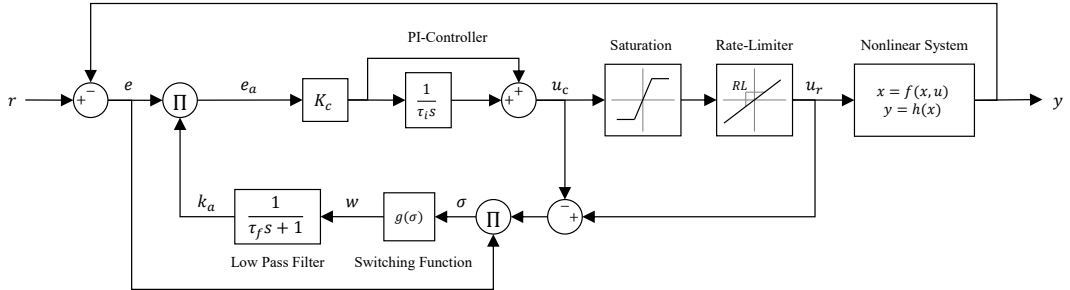 PI-Controller
Saturation
Rate-Limiter
Nonlinear System
r
+
−
e
∏
e_a
K_c
1
τ_i s
+
+
u_c
RL
u_r
x = f(x, u)
y = h(x)
y
k_a
1
τ_f s + 1
w
g(σ)
σ
∏
−
+
Low Pass Filter
Switching Function